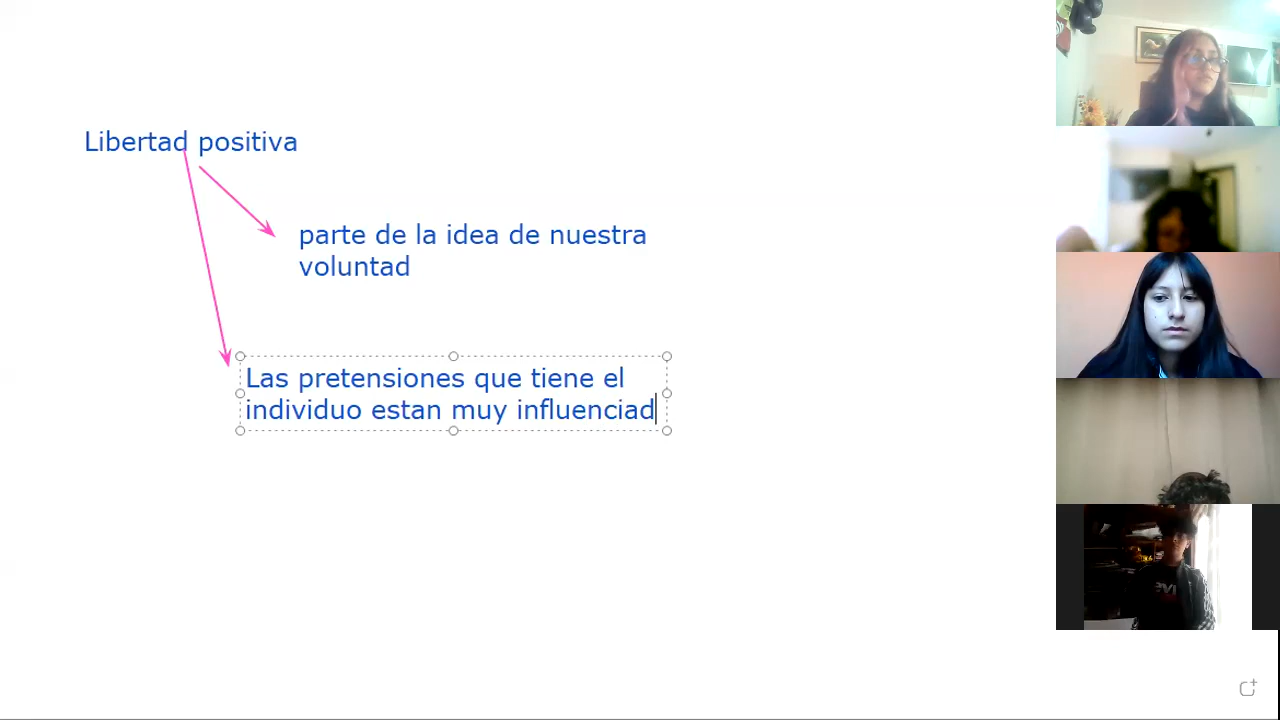 Libertad positiva
parte de la idea de nuestra
voluntad
Las pretensiones que tiene el
individuo estan muy influenciad